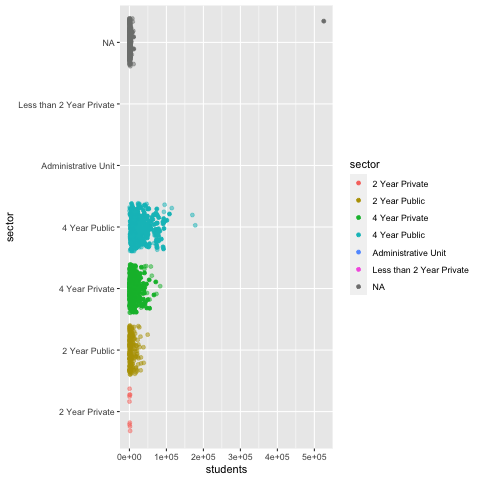 NA
Less than 2 Year Private
Administrative Unit
4 Year Public
4 Year Private
2 Year Public
2 Year Private
sector
0e+00 1e+05 2e+05 3e+05 4e+05 5e+05
students
sector
2 Year Private
2 Year Public
4 Year Private
4 Year Public
Administrative Unit
Less than 2 Year Private
NA